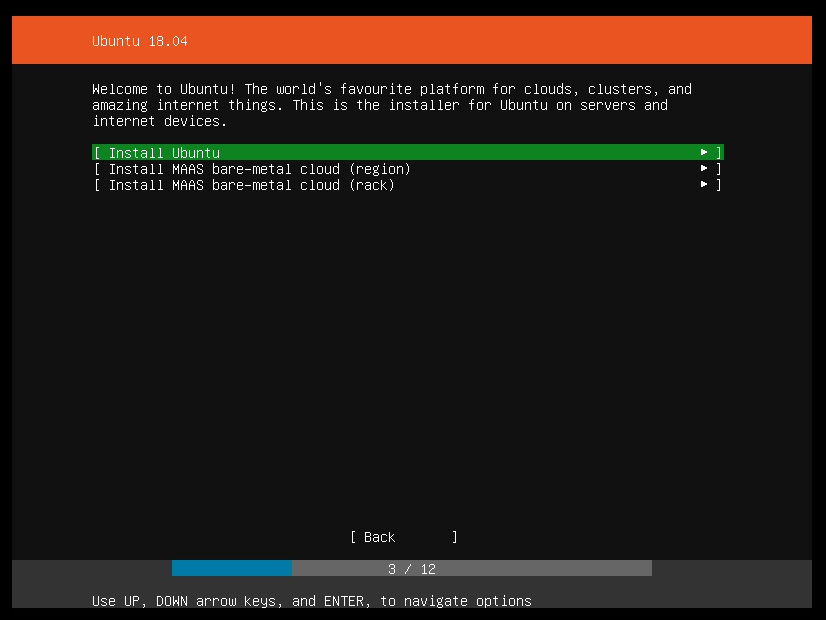 Ubuntu 18.04
Welcome to Ubuntu! The world's favourite platform for clouds, clusters, and
amazing internet things. This is the installer for Ubuntu on servers and
internet devices.
[ Install Ubuntu ► ]
[ Install MAAS bare-metal cloud (region) ► ]
[ Install MAAS bare-metal cloud (rack) ► ]
[ Back ]
3 / 12
Use UP, DOWN arrow keys, and ENTER, to navigate options